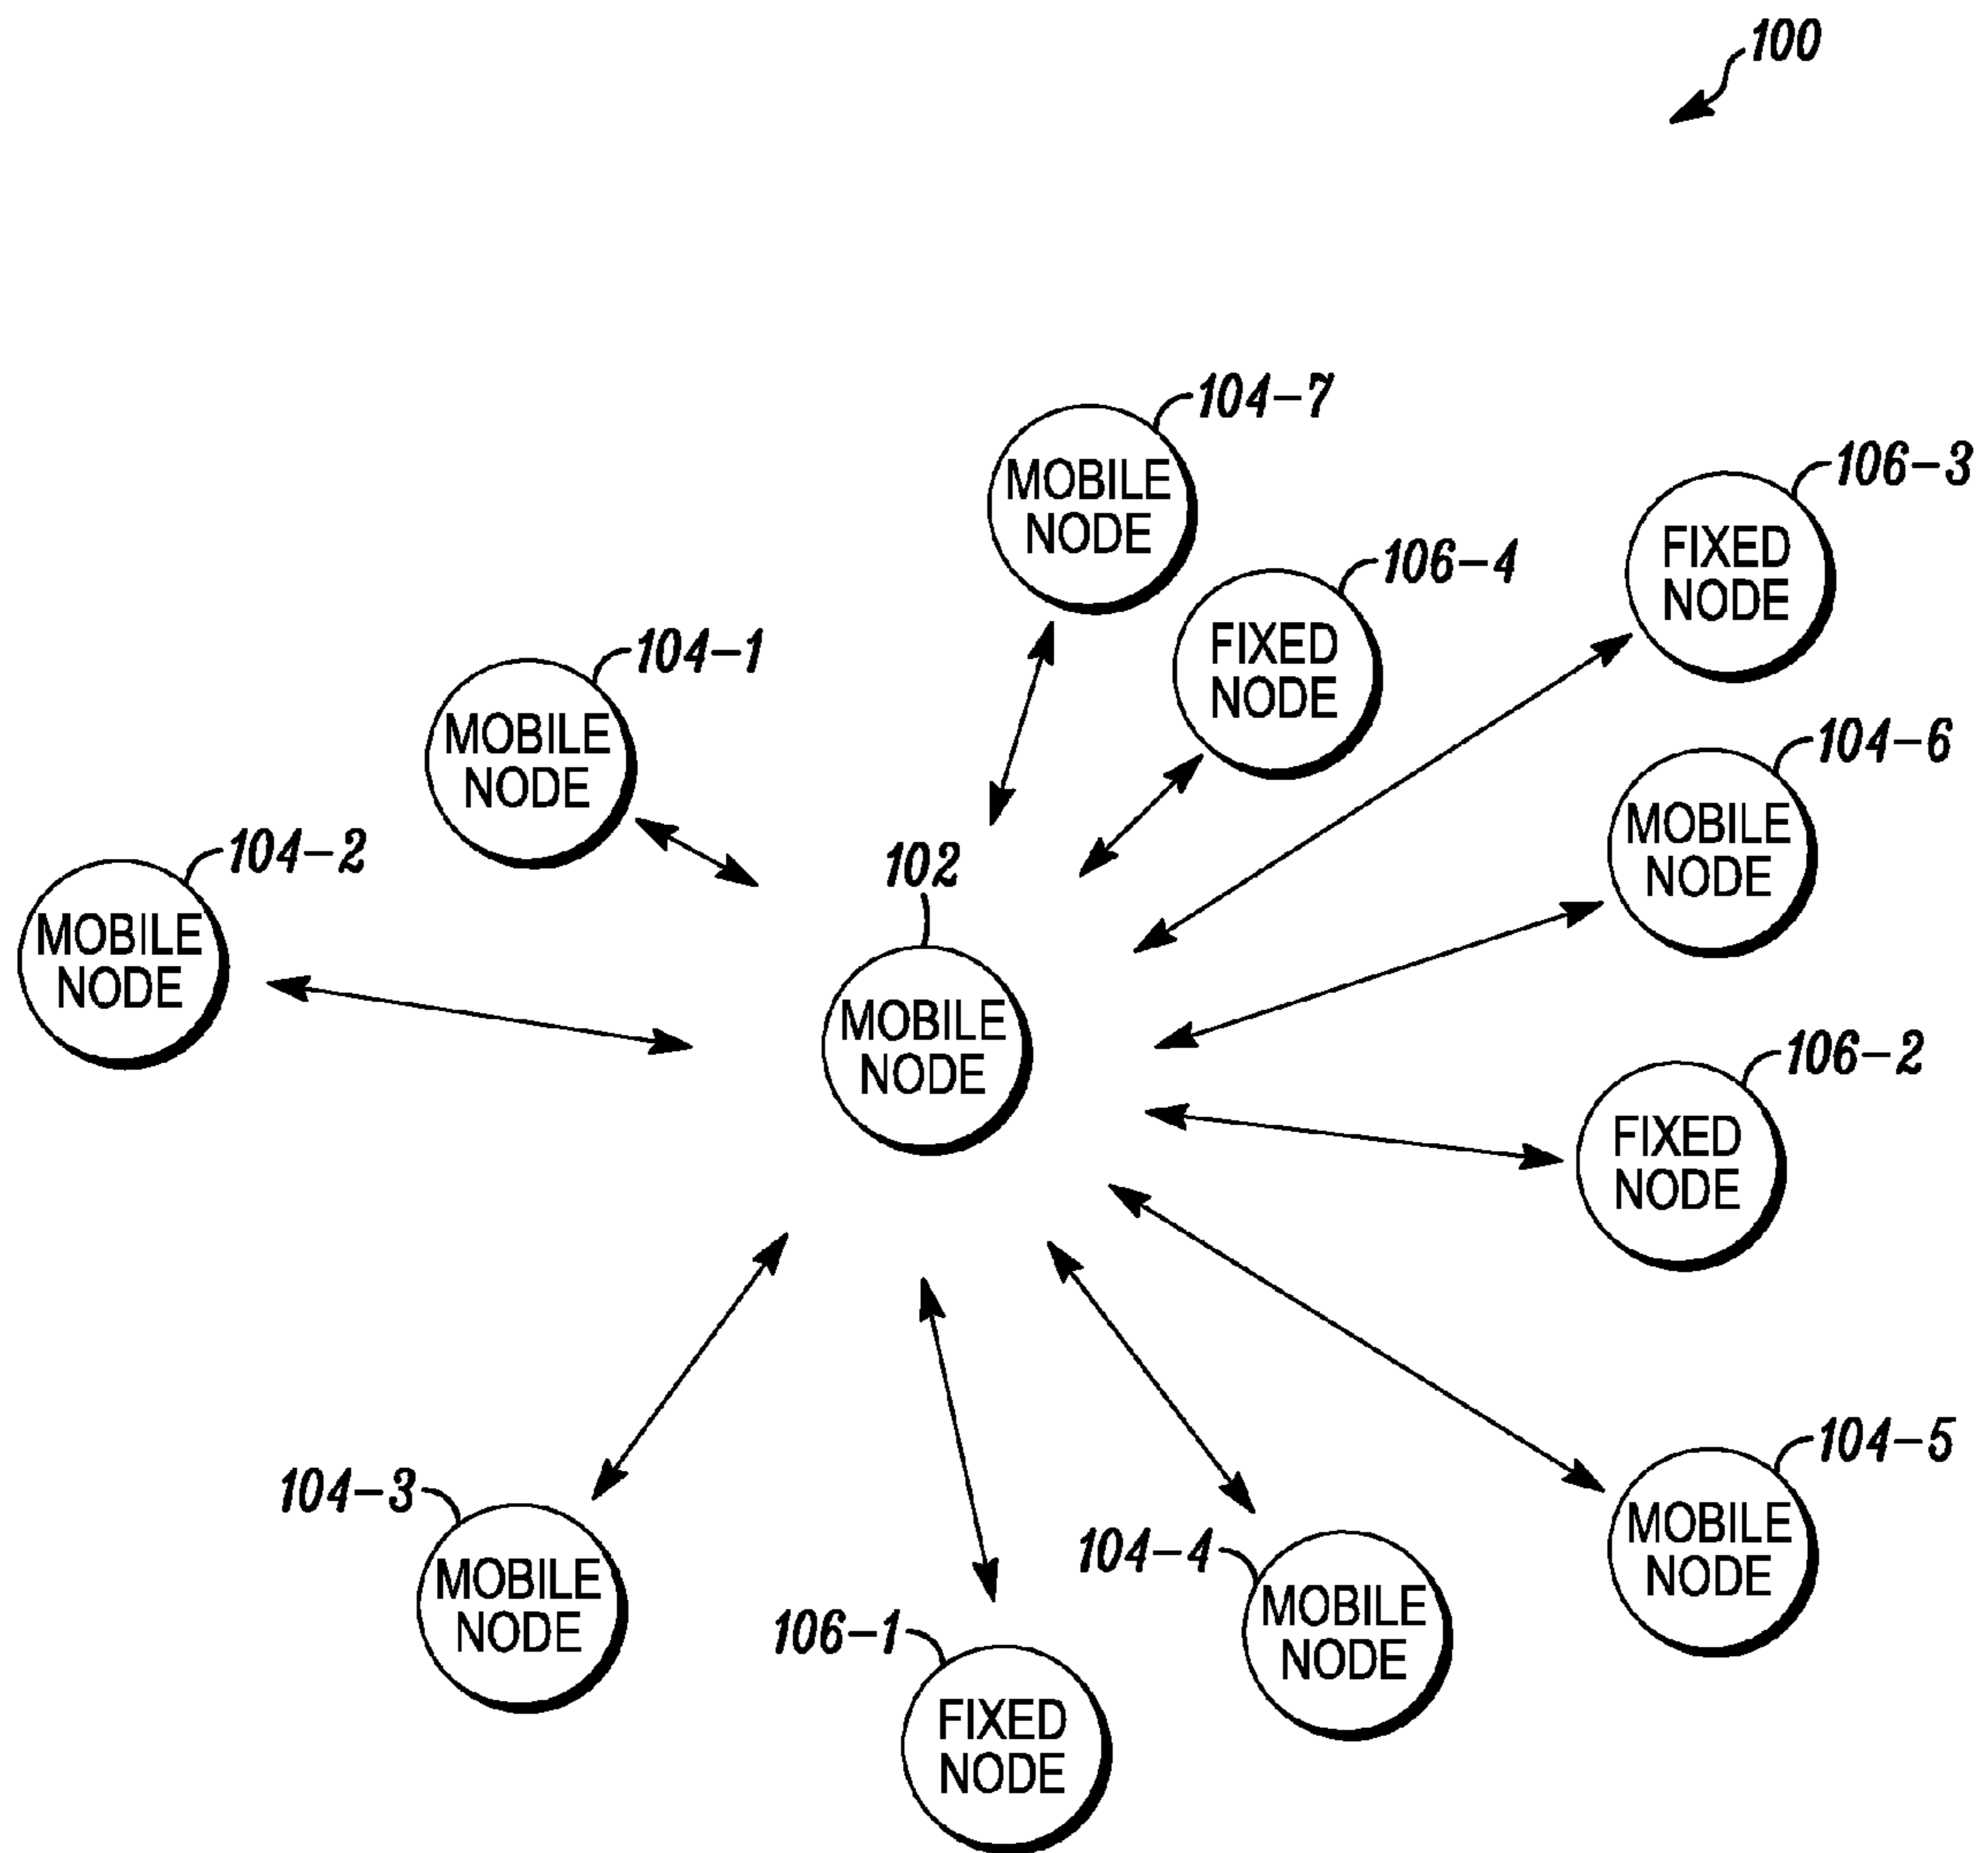 100
104-7
MOBILE
NODE
106-3
FIXED
NODE
106-4
FIXED
NODE
104-1
MOBILE
NODE
104-6
MOBILE
NODE
104-2
MOBILE
NODE
102
MOBILE
NODE
106-2
FIXED
NODE
104-5
MOBILE
NODE
104-3
MOBILE
NODE
104-4
MOBILE
NODE
106-1
FIXED
NODE